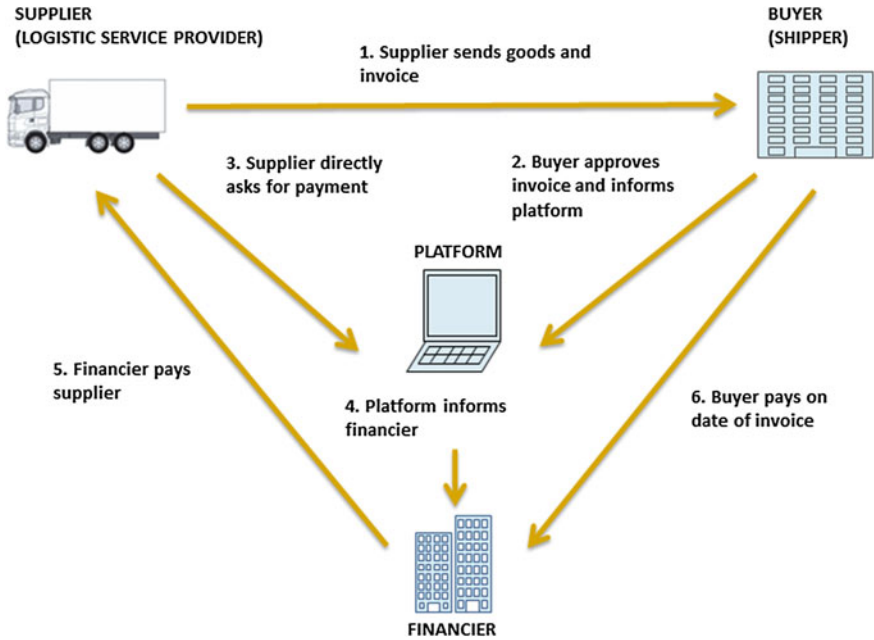 SUPPLIER
(LOGISTIC SERVICE PROVIDER)
BUYER
(SHIPPER)
1. Supplier sends goods and
invoice
3. Supplier directly
asks for payment
2. Buyer approves
invoice and informs
platform
PLATFORM
5. Financier pays
supplier
4. Platform informs
financier
6. Buyer pays on
date of invoice
FINANCIER